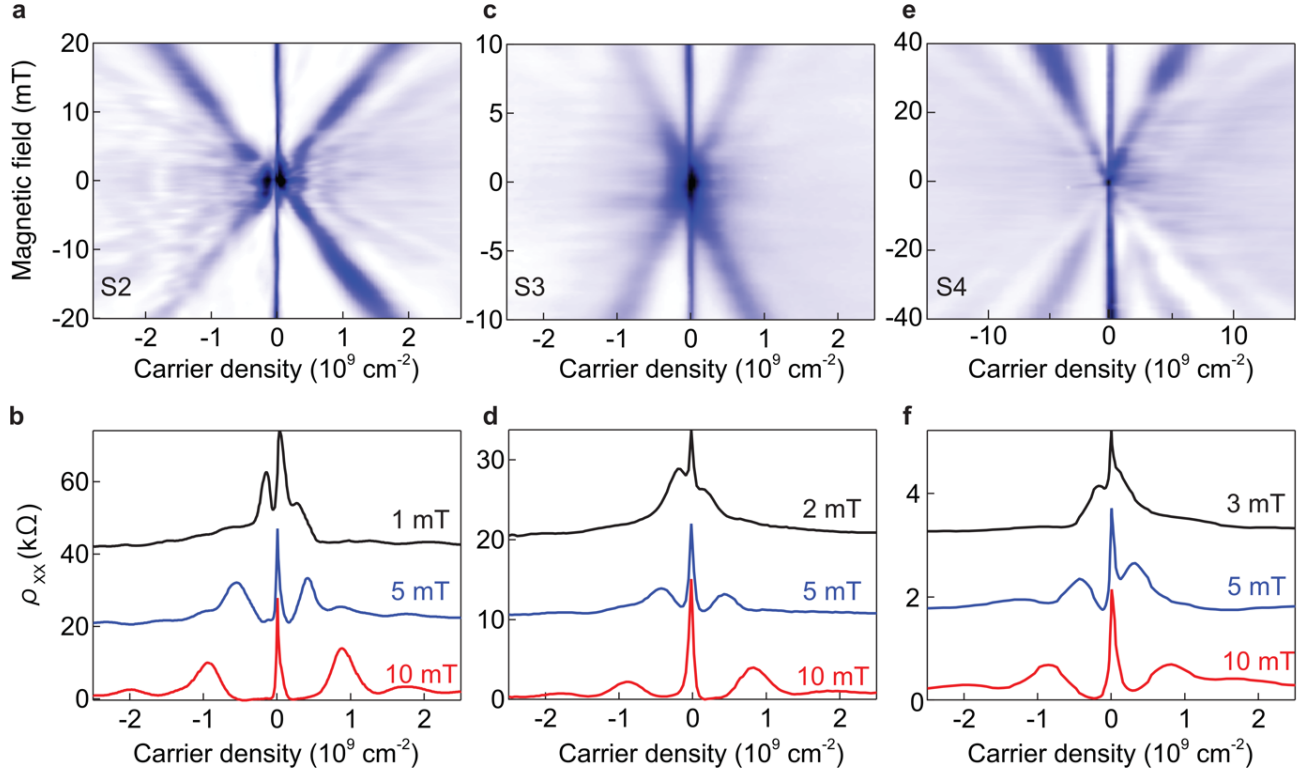 a
c
e
Magnetic field (mT)
20
10
0
-10
-20
S2
-2 -1 0 1 2
Carrier density (10⁹ cm⁻²)
10
5
0
-5
-10
S3
-2 -1 0 1 2
Carrier density (10⁹ cm⁻²)
40
20
0
-20
-40
S4
-10 0 10
Carrier density (10⁹ cm⁻²)
b
d
f
ρxx (kΩ)
60
40
20
0
1 mT
5 mT
10 mT
-2 -1 0 1 2
Carrier density (10⁹ cm⁻²)
30
20
10
0
2 mT
5 mT
10 mT
-2 -1 0 1 2
Carrier density (10⁹ cm⁻²)
4
2
0
3 mT
5 mT
10 mT
-2 -1 0 1 2
Carrier density (10⁹ cm⁻²)